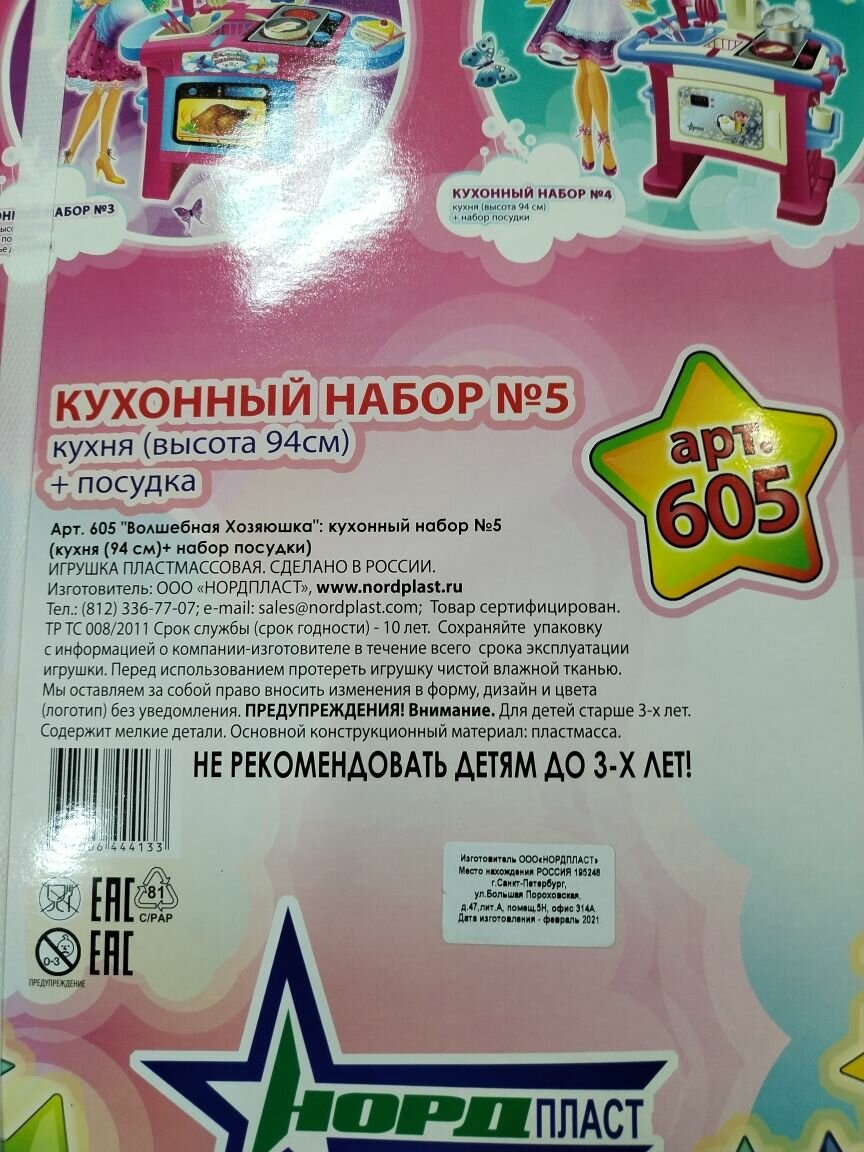 НАБОР №3
КУХОННЫЙ НАБОР №4
кухня (высота 94 см)
+ набор посудки
КУХОННЫЙ НАБОР №5
кухня (высота 94см)
+ посудка
арт.
605
Арт. 605 "Волшебная Хозяюшка": кухонный набор №5
(кухня (94 см)+ набор посудки)
ИГРУШКА ПЛАСТМАССОВАЯ. СДЕЛАНО В РОССИИ.
Изготовитель: ООО «НОРДПЛАСТ», www.nordplast.ru
Тел.: (812) 336-77-07; e-mail: sales@nordplast.com; Товар сертифицирован.
ТР ТС 008/2011 Срок службы (срок годности) - 10 лет. Сохраняйте упаковку
с информацией о компании-изготовителе в течение всего срока эксплуатации
игрушки. Перед использованием протереть игрушку чистой влажной тканью.
Мы оставляем за собой право вносить изменения в форму, дизайн и цвета
(логотип) без уведомления. ПРЕДУПРЕЖДЕНИЯ! Внимание. Для детей старше 3-х лет.
Содержит мелкие детали. Основной конструкционный материал: пластмасса.
НЕ РЕКОМЕНДОВАТЬ ДЕТЯМ ДО 3-Х ЛЕТ!
444133
Изготовитель ООО«НОРДПЛАСТ»
Место нахождения РОССИЯ 195248
г.Санкт-Петербург,
ул.Большая Пороховская,
д.47,лит.А, помещ.5Н, офис 314А.
Дата изготовления - февраль 2021
EAC
81
C/PAP
0-3
EAC
ПРЕДУПРЕЖДЕНИЕ
НОРДПЛАСТ